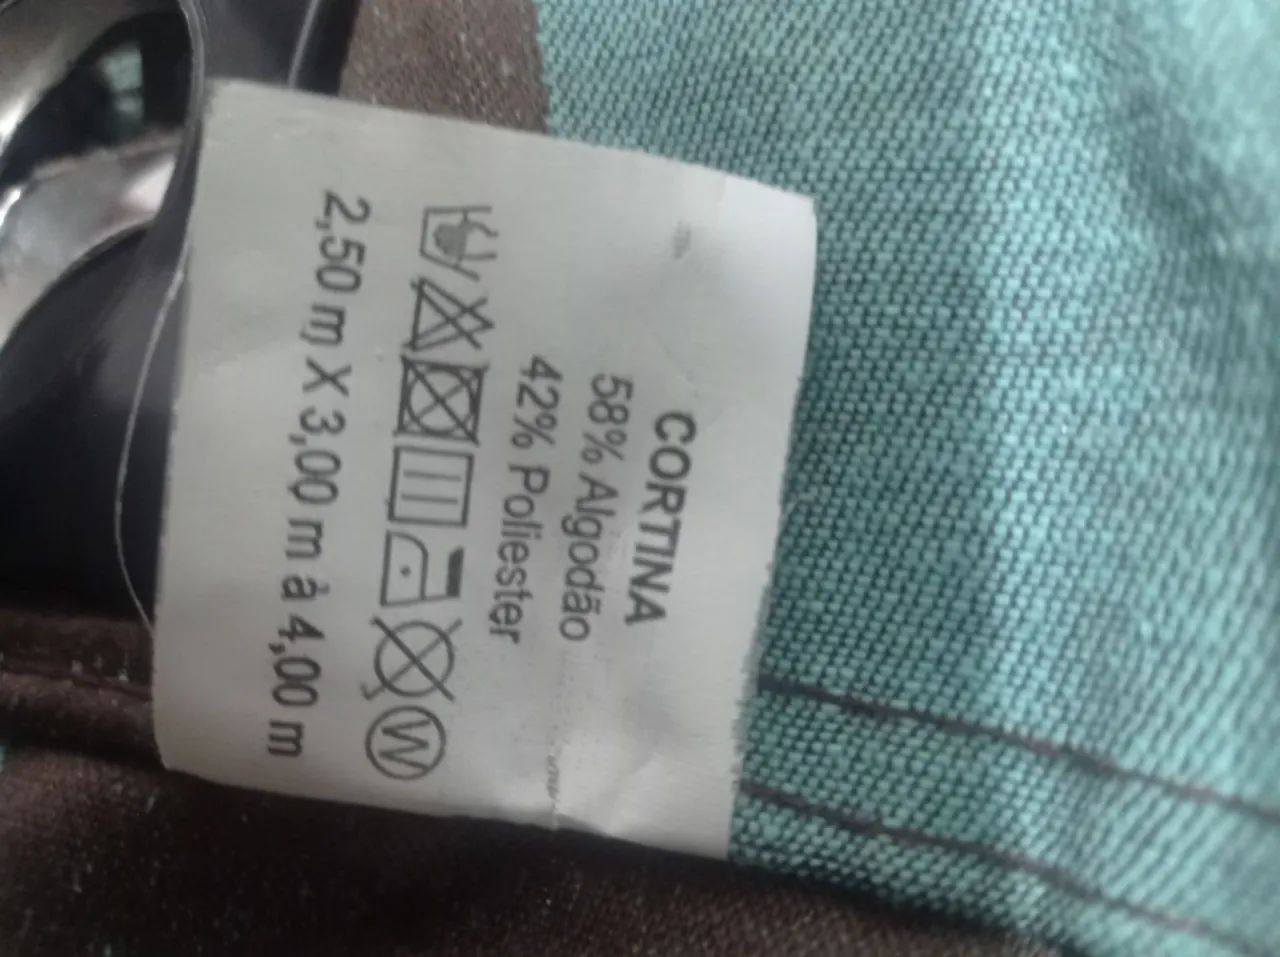 CORTINA
58% Algodão
42% Poliester
W
2,50 m X 3,00 m à 4,00 m